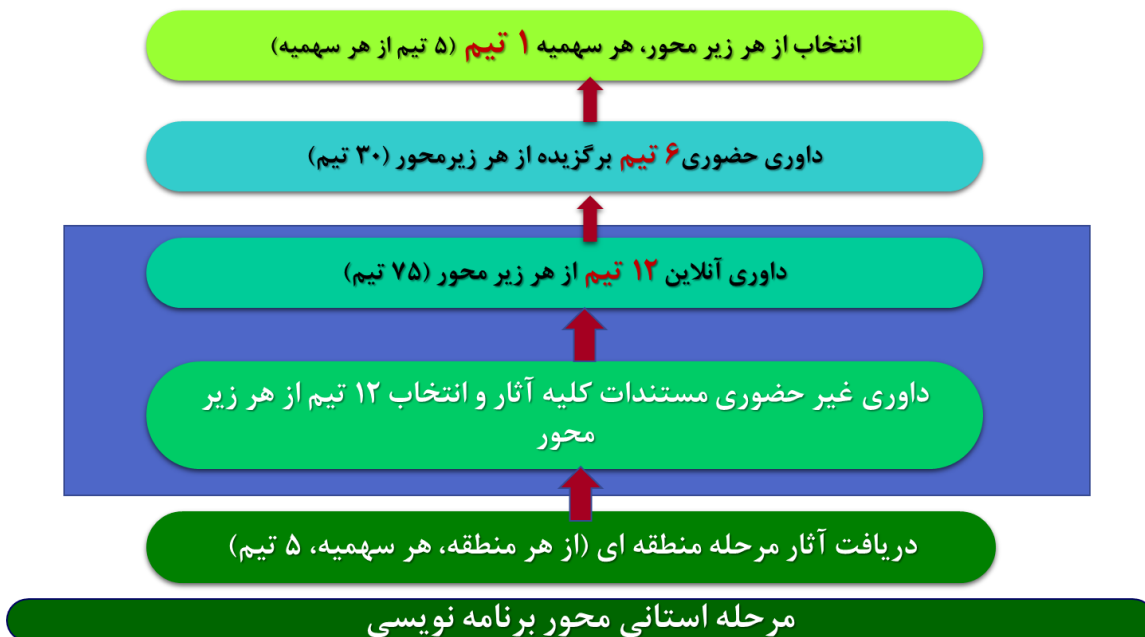 انتخاب از هر زیر محور، هر سهمیه ۱ تیم (۵ تیم از هر سهمیه)
داوری حضوری۶ تیم برگزیده از هر زیرمحور (۳۰ تیم)
داوری آنلاین ۱۲ تیم از هر زیر محور (۷۵ تیم)
داوری غیر حضوری مستندات کلیه آثار و انتخاب ۱۲ تیم از هر زیر
محور
دریافت آثار مرحله منطقه ای (از هر منطقه، هر سهمیه، ۵ تیم)
مرحله استانی محور برنامه نویسی